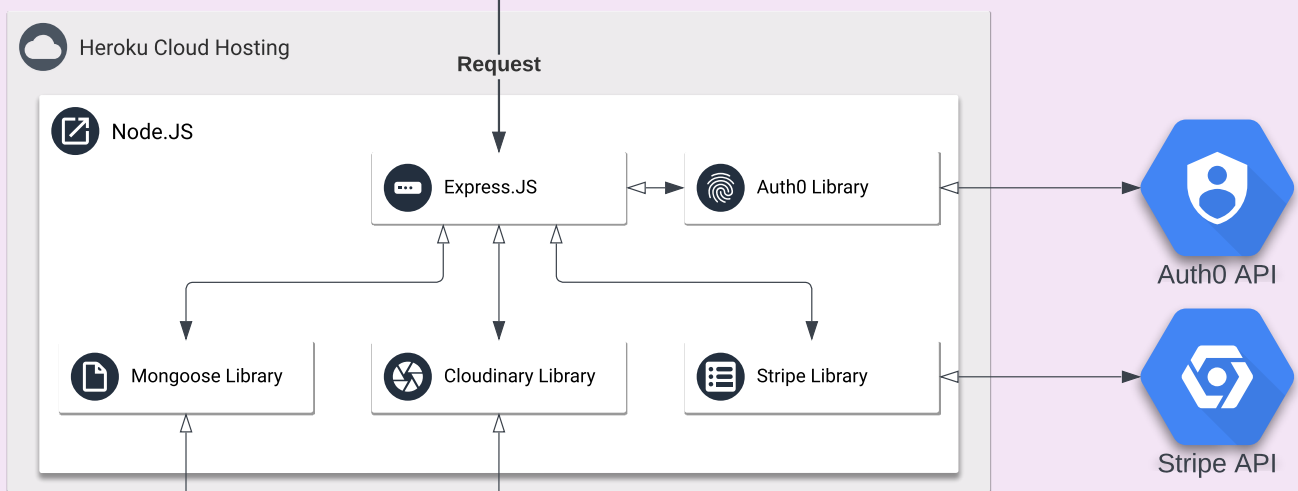 Heroku Cloud Hosting
Request
Node.JS
Express.JS
Auth0 Library
Auth0 API
Mongoose Library
Cloudinary Library
Stripe Library
Stripe API